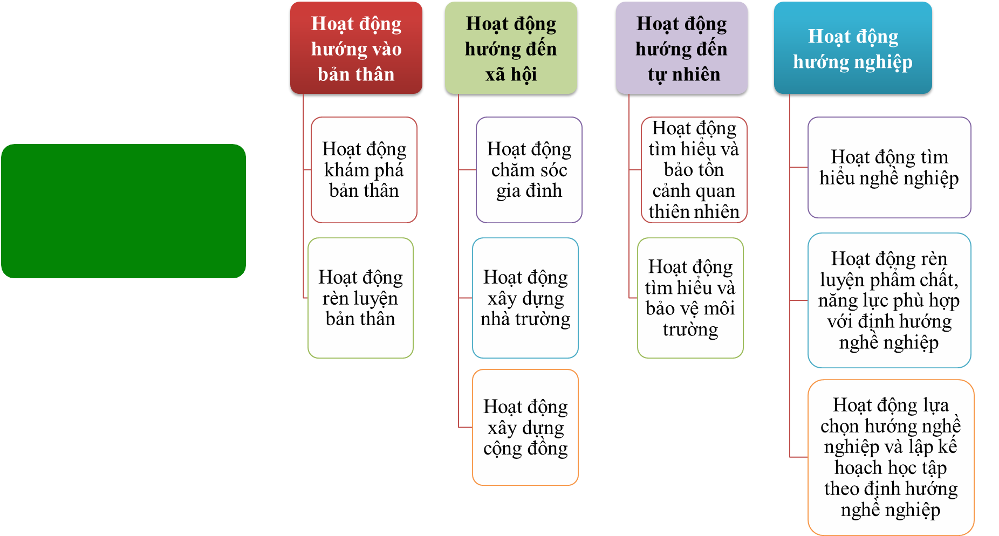 Hoạt động
hướng vào
bản thân
Hoạt động
khám phá
bản thân
Hoạt động
rèn luyện
bản thân
Hoạt động
hướng đến
xã hội
Hoạt động
chăm sóc
gia đình
Hoạt động
xây dựng
nhà trường
Hoạt động
xây dựng
cộng đồng
Hoạt động
hướng đến
tự nhiên
Hoạt động
tìm hiểu và
bảo tồn
cảnh quan
thiên nhiên
Hoạt động
tìm hiểu và
bảo vệ môi
trường
Hoạt động
hướng nghiệp
Hoạt động tìm
hiểu nghề nghiệp
Hoạt động rèn
luyện phẩm chất,
năng lực phù hợp
với định hướng
nghề nghiệp
Hoạt động lựa
chọn hướng nghề
nghiệp và lập kế
hoạch học tập
theo định hướng
nghề nghiệp